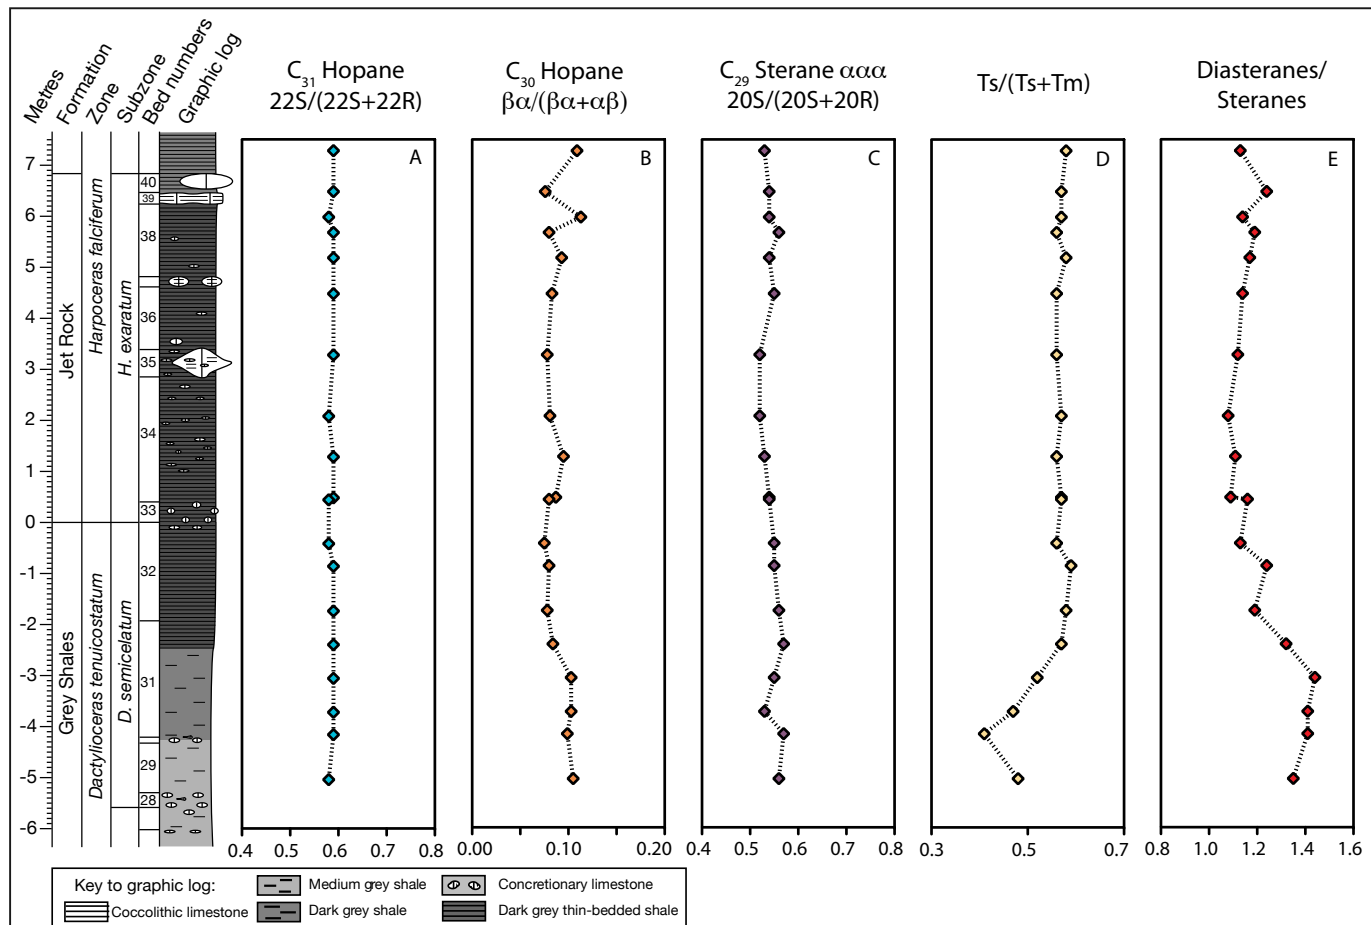 Metres
Formation
Zone
Subzone
Bed numbers
Graphic log
C31 Hopane
22S/(22S+22R)
C30 Hopane
βα/(βα+αβ)
C29 Sterane ααα
20S/(20S+20R)
Ts/(Ts+Tm)
Diasteranes/
Steranes
A
B
C
D
E
7
6
5
4
3
2
1
0
-1
-2
-3
-4
-5
-6
Jet Rock
Grey Shales
Harpoceras falciferum
Dactylioceras tenuicostatum
H. exaratum
D. semicelatum
40
39
38
36
35
34
33
32
31
29
28
0.4 0.5 0.6 0.7 0.8
0.00 0.10 0.20
0.4 0.5 0.6 0.7 0.8
0.3 0.5 0.7
0.8 1.0 1.2 1.4 1.6
Key to graphic log:
Coccolithic limestone
Medium grey shale
Dark grey shale
Concretionary limestone
Dark grey thin-bedded shale